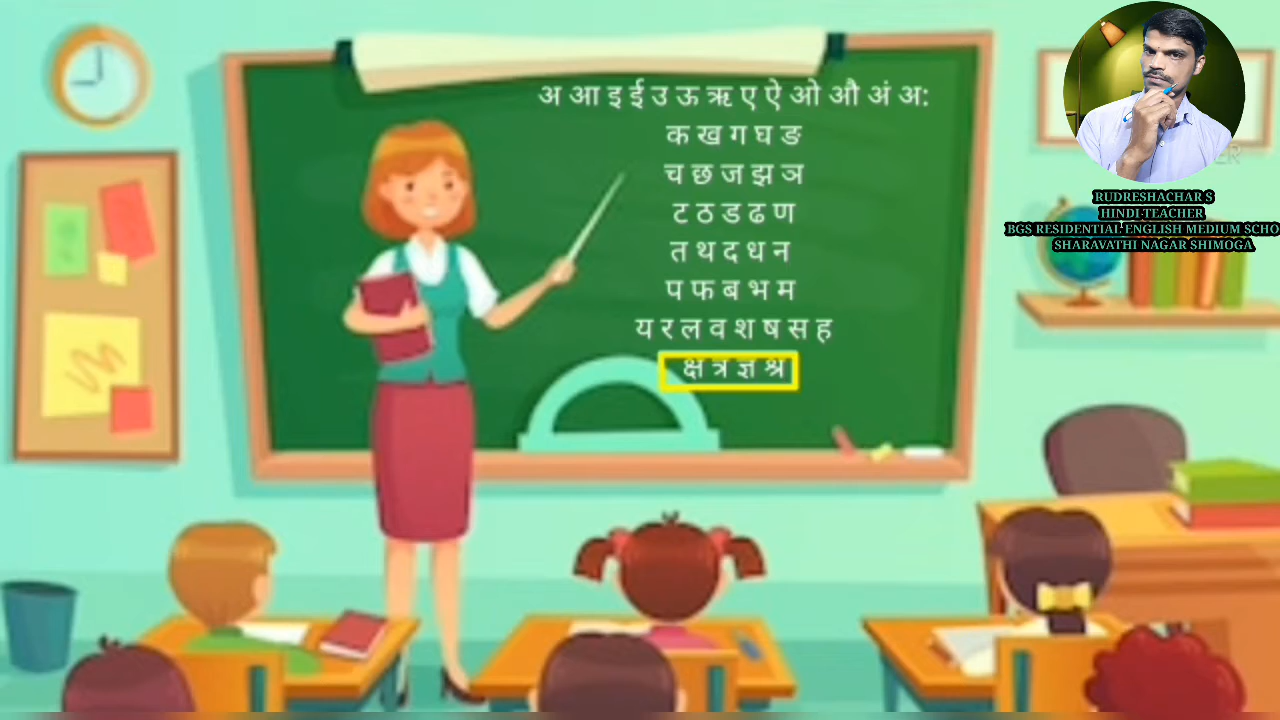 अ आ इ ई उ ऊ ऋ ए ऐ ओ औ अं अ:
क ख ग घ ङ
च छ ज झ ञ
ट ठ ड ढ ण
त थ द ध न
प फ ब भ म
य र ल व श ष स ह
क्ष त्र ज्ञ श्र
RUDRESHACHAR S
HINDI TEACHER
BGS RESIDENTIAL ENGLISH MEDIUM SCHO
SHARAVATHI NAGAR SHIMOGA